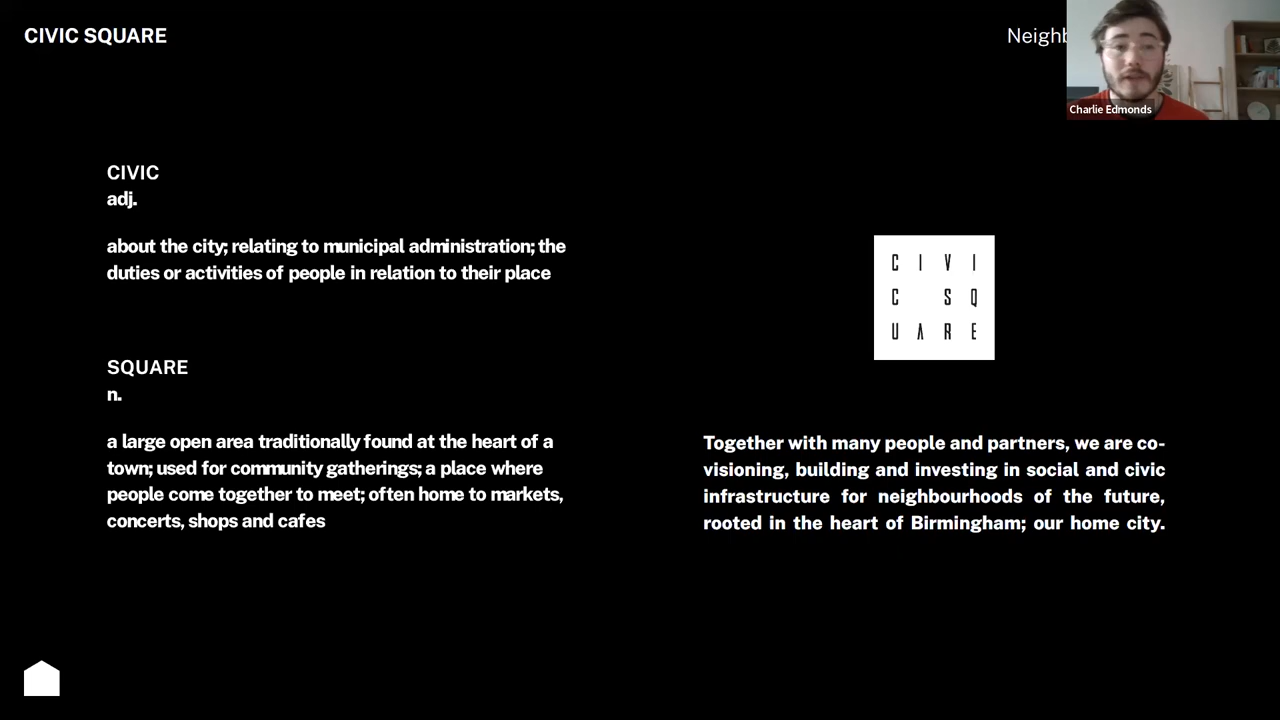 CIVIC SQUARE
Neighb
Charlie Edmonds
CIVIC
adj.
about the city; relating to municipal administration; the
duties or activities of people in relation to their place
SQUARE
n.
a large open area traditionally found at the heart of a
town; used for community gatherings; a place where
people come together to meet; often home to markets,
concerts, shops and cafes
C I V I
C S Q
U A R E
Together with many people and partners, we are co-
visioning, building and investing in social and civic
infrastructure for neighbourhoods of the future,
rooted in the heart of Birmingham; our home city.